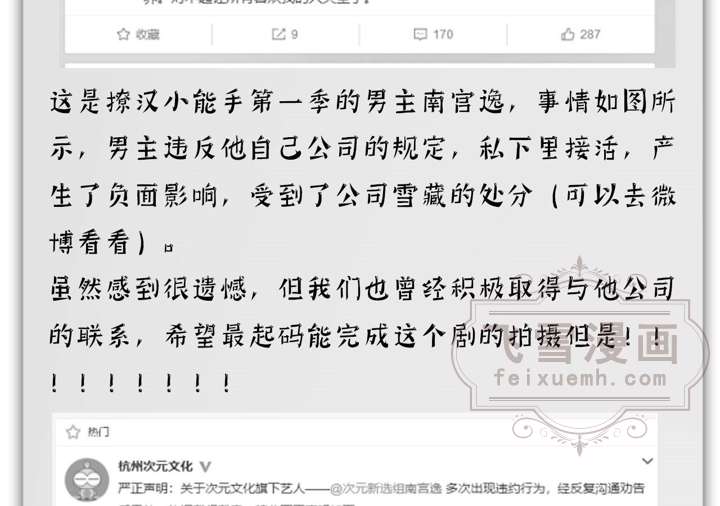 收藏 9 170 287
这是撩汉小能手第一季的男主南宫逸，事情如图所
示，男主违反他自己公司的规定，私下里接活，产
生了负面影响，受到了公司雪藏的处分（可以去微
博看看）。
虽然感到很遗憾，但我们也曾经积极取得与他公司
的联系，希望最起码能完成这个剧的拍摄但是！！
！！！！！！！
飞雪漫画
feixuemh.com
热门
杭州次元文化
严正声明：关于次元文化旗下艺人——@次元新选组南宫逸 多次出现违约行为，经反复沟通劝告